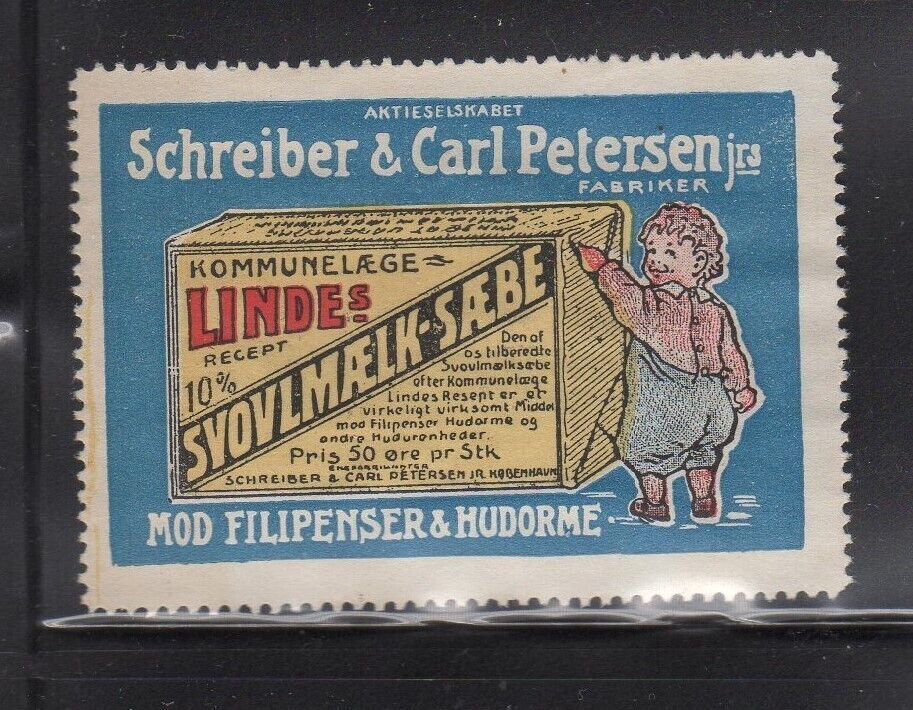 AKTIESELSKABET
Schreiber & Carl Petersen jrs
FABRIKER
KOMMUNELÆGE =
LINDEs
RECEPT
10%
SVOVLMÆLK-SÆBE
Den af
os tilberedte
Svovlmælksæbe
efter Kommunelæge
Lindes Resept er et
virkeligt virksomt Middel
mod Filipenser Hudorme og
andre Hudurenheder.
Pris 50 Øre pr Stk
ENEFABRIKANTER
SCHREIBER & CARL PETERSEN JR. KØBENHAVN
MOD FILIPENSER & HUDORME